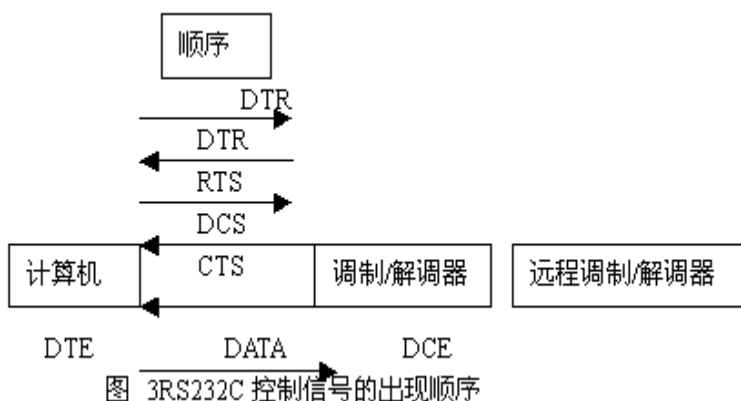 顺序
DTR
DTR
RTS
DCS
计算机 CTS 调制/解调器 远程调制/解调器
DTE DATA DCE
图 3RS232C 控制信号的出现顺序